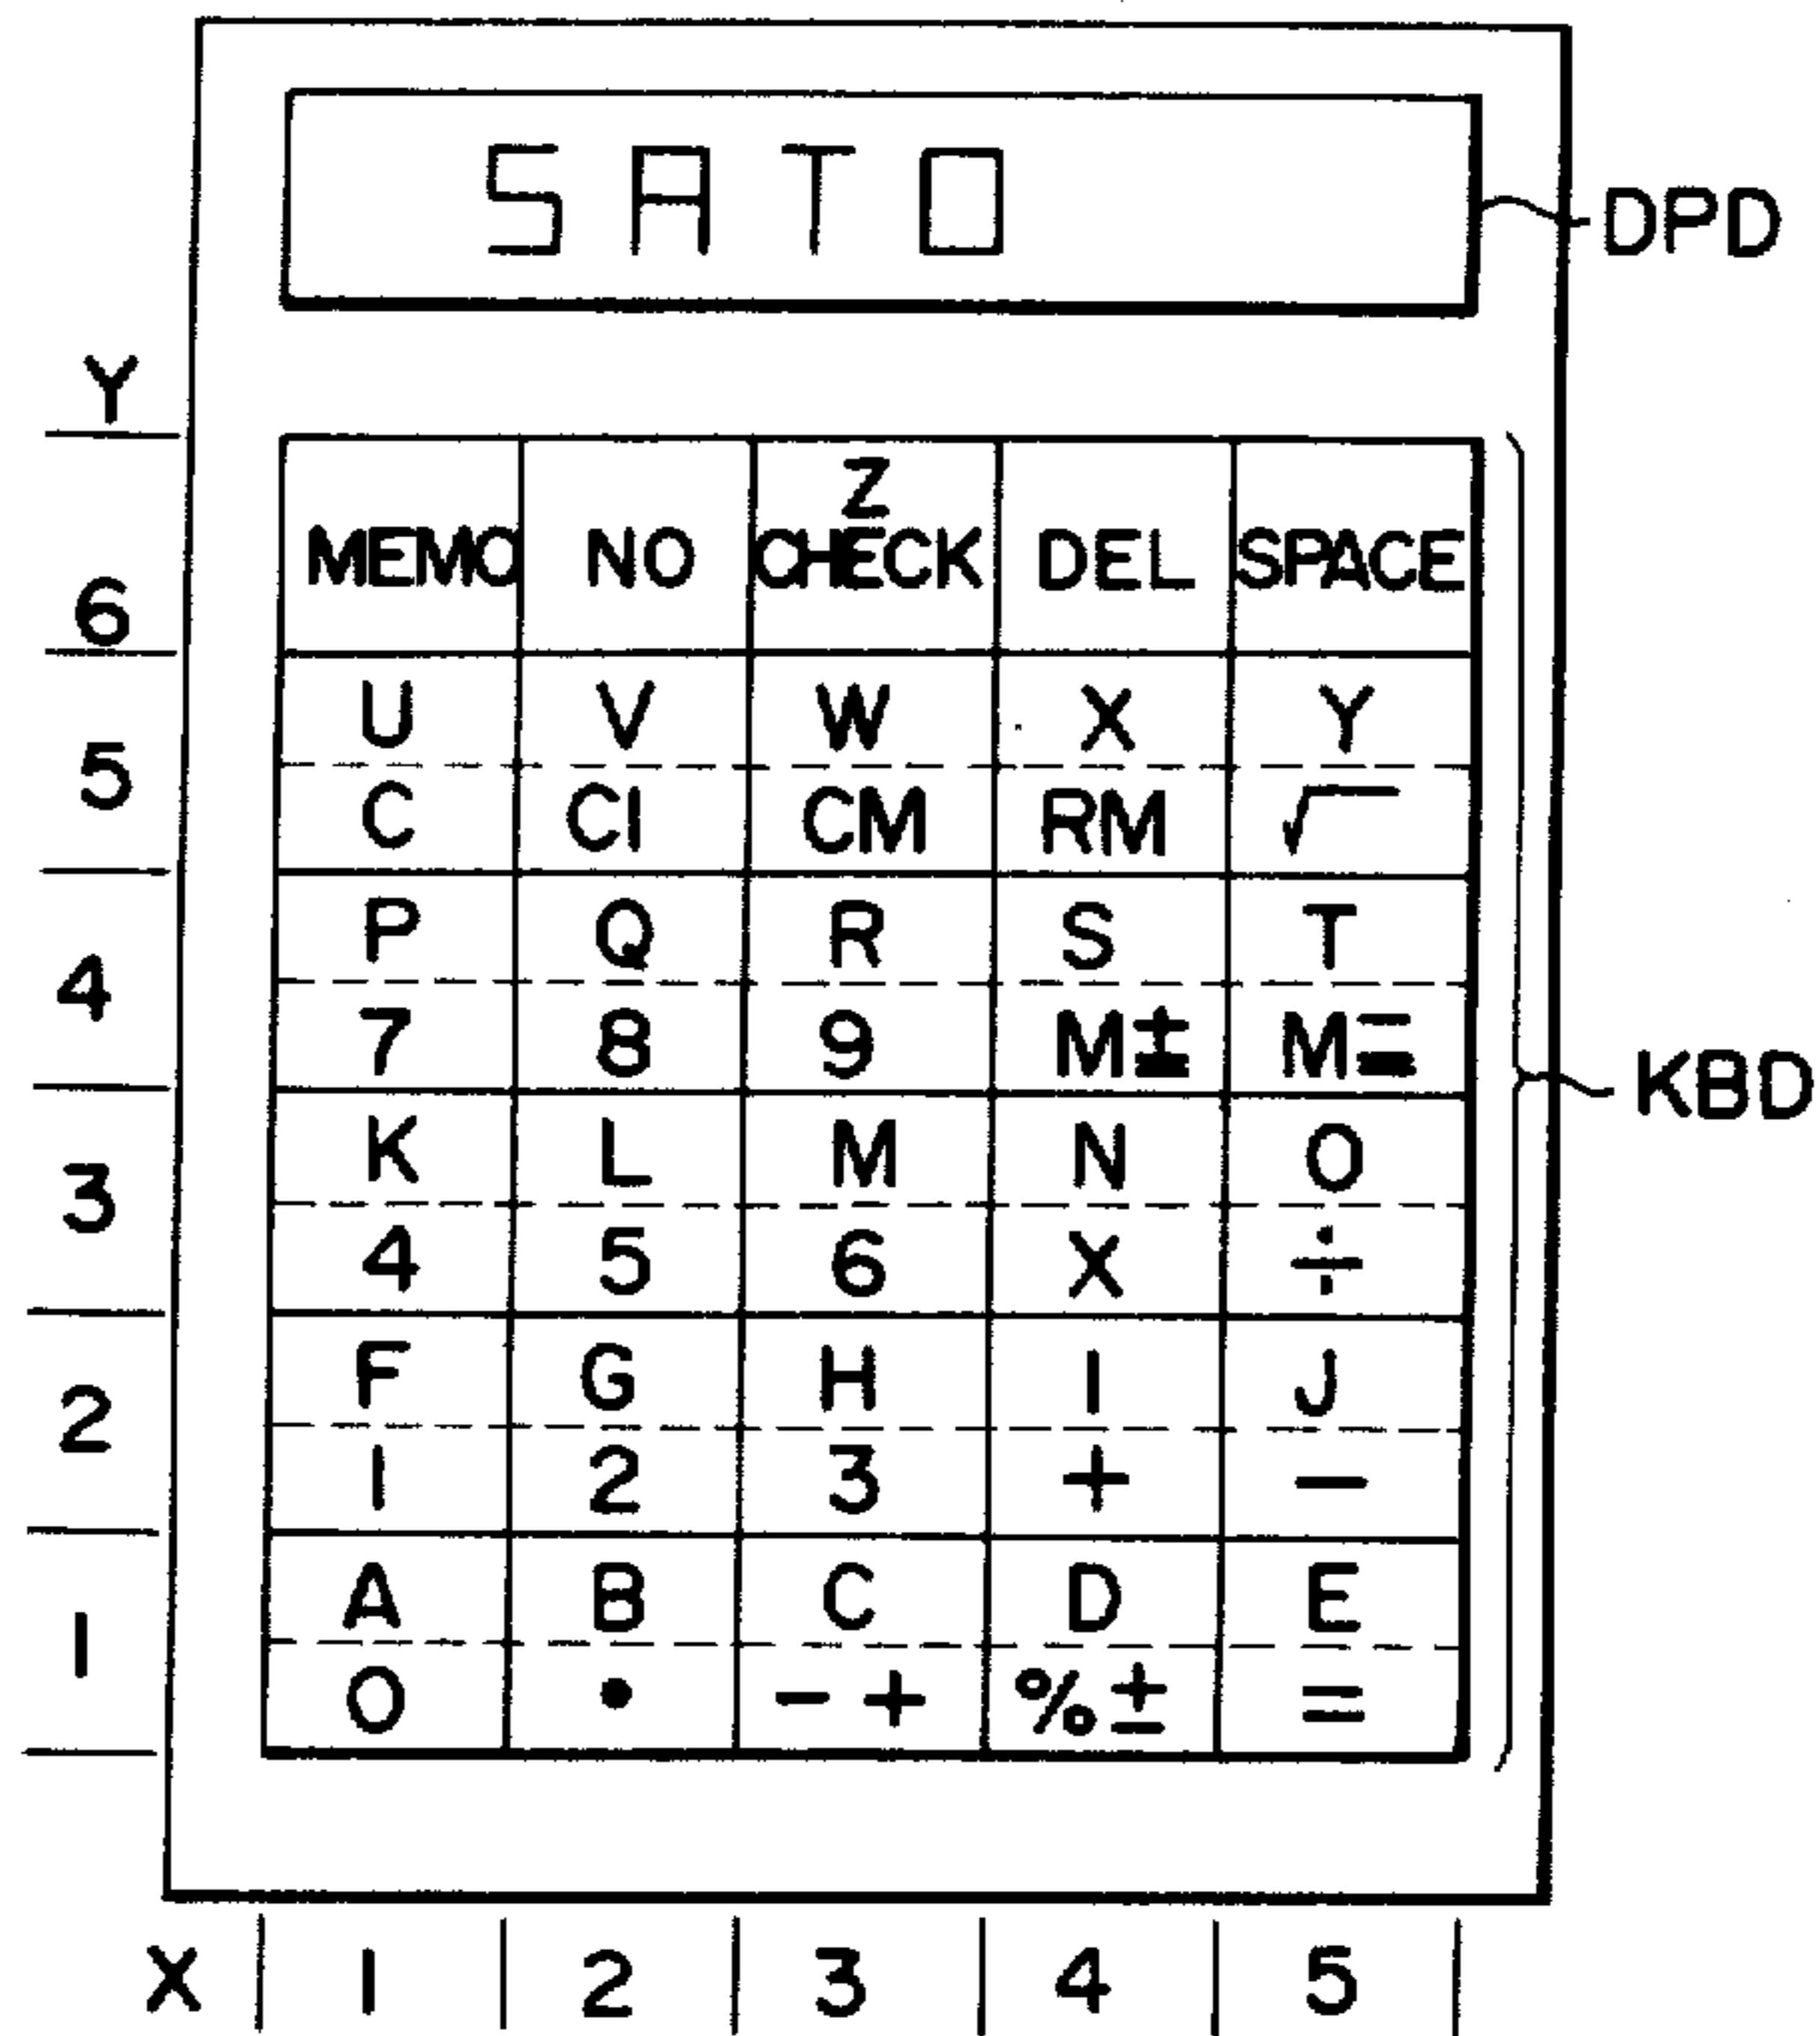 SATO
DPD
Y
Z
6 MEMO NO CHECK DEL SPACE
U V W X Y
5
C CI CM RM √
P Q R S T
4
7 8 9 M± M=
KBD
K L M N O
3
4 5 6 X ÷
F G H I J
2
1 2 3 + −
A B C D E
1
0 • − + %± =
X 1 2 3 4 5